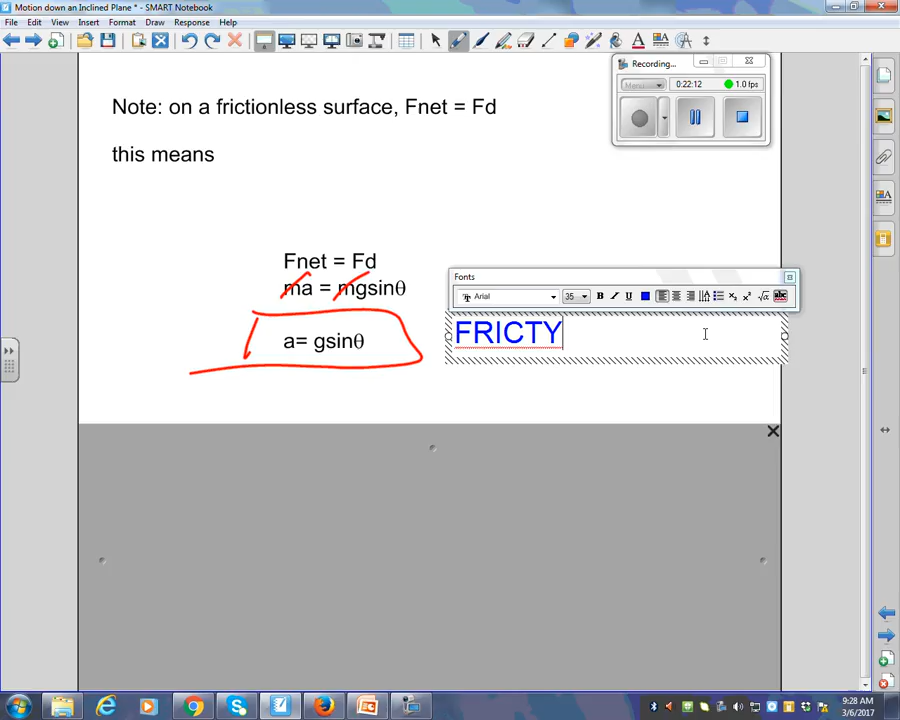 Motion down an Inclined Plane * - SMART Notebook
File Edit View Insert Format Draw Response Help
Recording...
Menu
0:22:12 1.0 fps
Note: on a frictionless surface, Fnet = Fd
this means
Fnet = Fd
ma = mgsinθ
a= gsinθ
Fonts
Arial 35 B I U
FRICTY
9:28 AM
3/6/2017